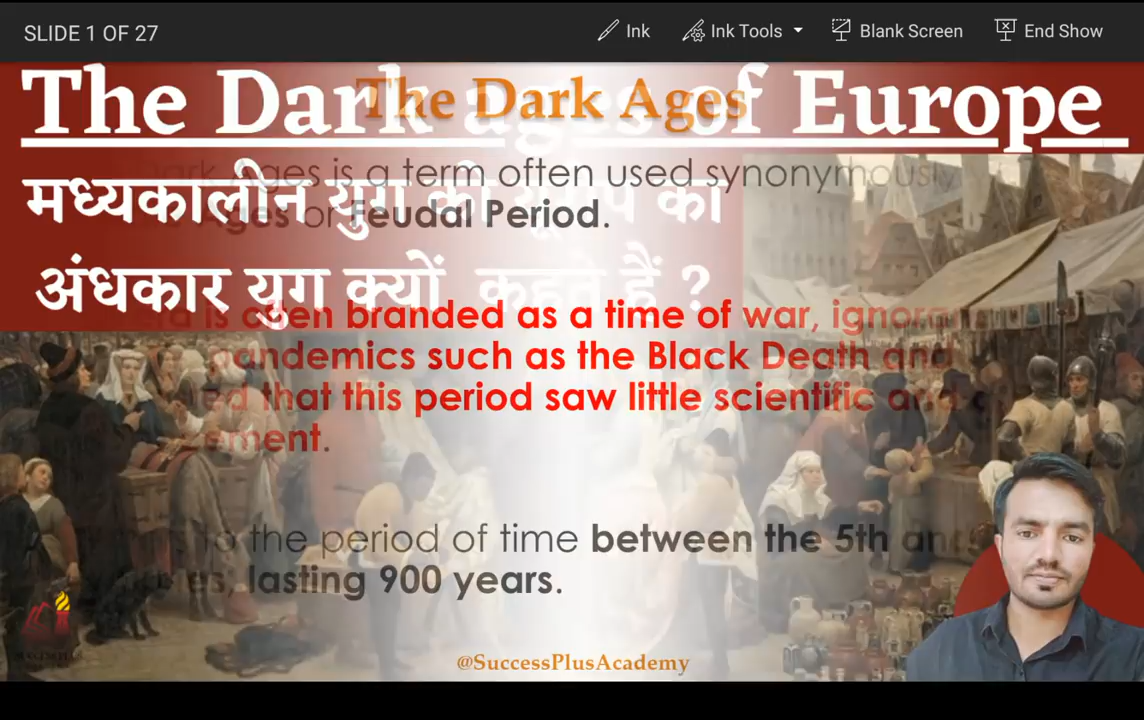 SLIDE 1 OF 27
Ink
Ink Tools
Blank Screen
End Show
The Dark ages of Europe
The Dark Ages
मध्यकालीन युग को यूरोप का
अंधकार युग क्यों कहते हैं ?
Ages is a term often used synonymously
Ages or Feudal Period.
is often branded as a time of war,
pandemics such as the Black Death and
that this period saw little scientific and
to the period of time between the 5th and
lasting 900 years.
@SuccessPlusAcademy